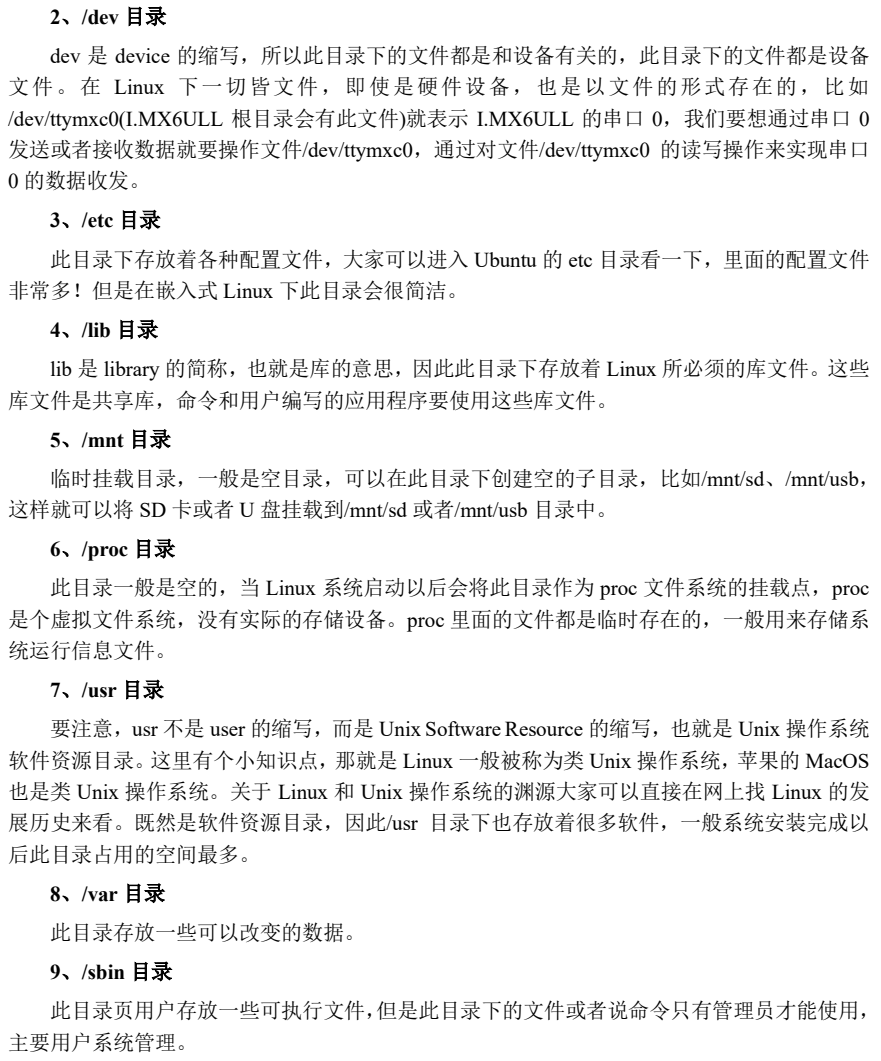 2、/dev 目录
dev 是 device 的缩写，所以此目录下的文件都是和设备有关的，此目录下的文件都是设备
文件。在 Linux 下一切皆文件，即使是硬件设备，也是以文件的形式存在的，比如
/dev/ttymxc0(I.MX6ULL 根目录会有此文件)就表示 I.MX6ULL 的串口 0，我们要想通过串口 0
发送或者接收数据就要操作文件/dev/ttymxc0，通过对文件/dev/ttymxc0 的读写操作来实现串口
0 的数据收发。
3、/etc 目录
此目录下存放着各种配置文件，大家可以进入 Ubuntu 的 etc 目录看一下，里面的配置文件
非常多！但是在嵌入式 Linux 下此目录会很简洁。
4、/lib 目录
lib 是 library 的简称，也就是库的意思，因此此目录下存放着 Linux 所必须的库文件。这些
库文件是共享库，命令和用户编写的应用程序要使用这些库文件。
5、/mnt 目录
临时挂载目录，一般是空目录，可以在此目录下创建空的子目录，比如/mnt/sd、/mnt/usb，
这样就可以将 SD 卡或者 U 盘挂载到/mnt/sd 或者/mnt/usb 目录中。
6、/proc 目录
此目录一般是空的，当 Linux 系统启动以后会将此目录作为 proc 文件系统的挂载点，proc
是个虚拟文件系统，没有实际的存储设备。proc 里面的文件都是临时存在的，一般用来存储系
统运行信息文件。
7、/usr 目录
要注意，usr 不是 user 的缩写，而是 Unix Software Resource 的缩写，也就是 Unix 操作系统
软件资源目录。这里有个小知识点，那就是 Linux 一般被称为类 Unix 操作系统，苹果的 MacOS
也是类 Unix 操作系统。关于 Linux 和 Unix 操作系统的渊源大家可以直接在网上找 Linux 的发
展历史来看。既然是软件资源目录，因此/usr 目录下也存放着很多软件，一般系统安装完成以
后此目录占用的空间最多。
8、/var 目录
此目录存放一些可以改变的数据。
9、/sbin 目录
此目录页用户存放一些可执行文件，但是此目录下的文件或者说命令只有管理员才能使用，
主要用户系统管理。